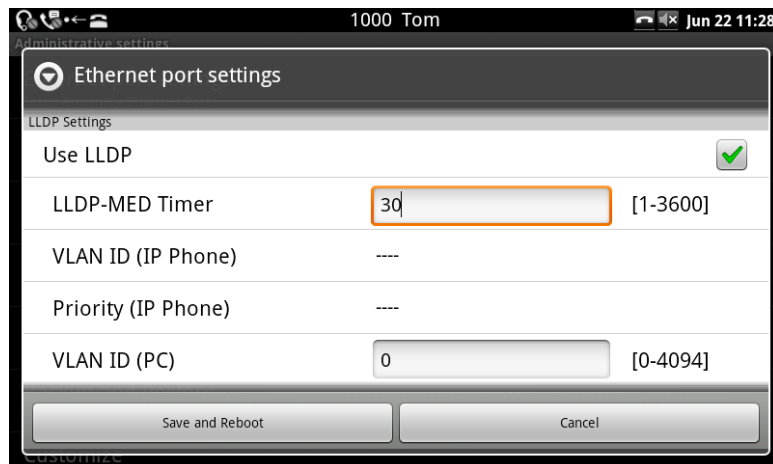 1000 Tom Jun 22 11:28
Administrative settings
Ethernet port settings
LLDP Settings
Use LLDP
LLDP-MED Timer 30 [1-3600]
VLAN ID (IP Phone) ----
Priority (IP Phone) ----
VLAN ID (PC) 0 [0-4094]
Save and Reboot Cancel
Customize